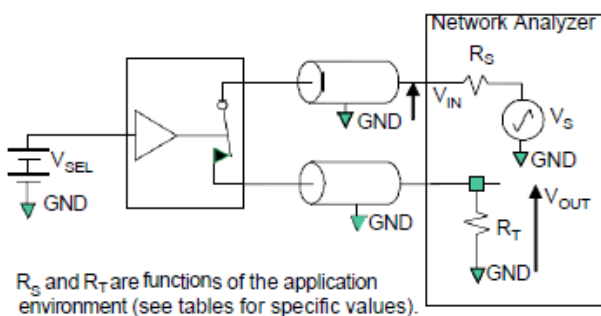 Network Analyzer
R_S
V_IN
V_S
GND
GND
V_SEL
GND
GND
V_OUT
R_T
GND
R_S and R_T are functions of the application
environment (see tables for specific values).